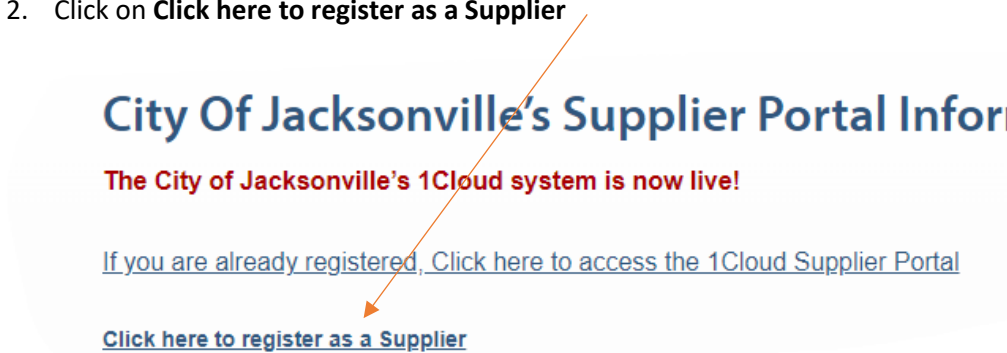 2. Click on Click here to register as a Supplier
City Of Jacksonville's Supplier Portal
The City of Jacksonville's 1Cloud system is now live!
If you are already registered, Click here to access the 1Cloud Supplier Portal
Click here to register as a Supplier